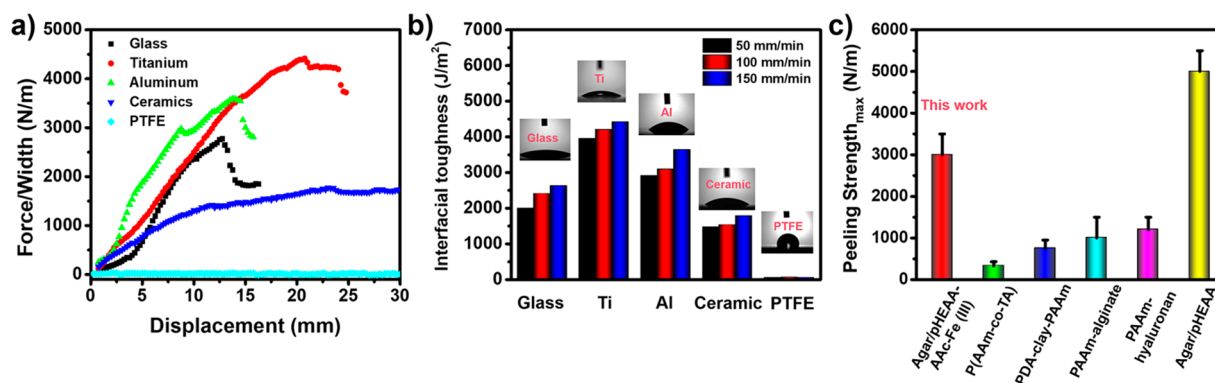 a)
Force/Width (N/m)
5000
4000
3000
2000
1000
0
Glass
Titanium
Aluminum
Ceramics
PTFE
0 5 10 15 20 25 30
Displacement (mm)
b)
Interfacial toughness (J/m²)
8000
7000
6000
5000
4000
3000
2000
1000
0
50 mm/min
100 mm/min
150 mm/min
Glass
Ti
Al
Ceramic
PTFE
Glass Ti Al Ceramic PTFE
c)
Peeling Strengthmax (N/m)
6000
5000
4000
3000
2000
1000
0
This work
Agar/pHEAA-
AAc-Fe (III)
P(AAm-co-TA)
PDA-clay-PAAm
PAAm-alginate
PAAm-
hyaluronan
Agar/pHEAA